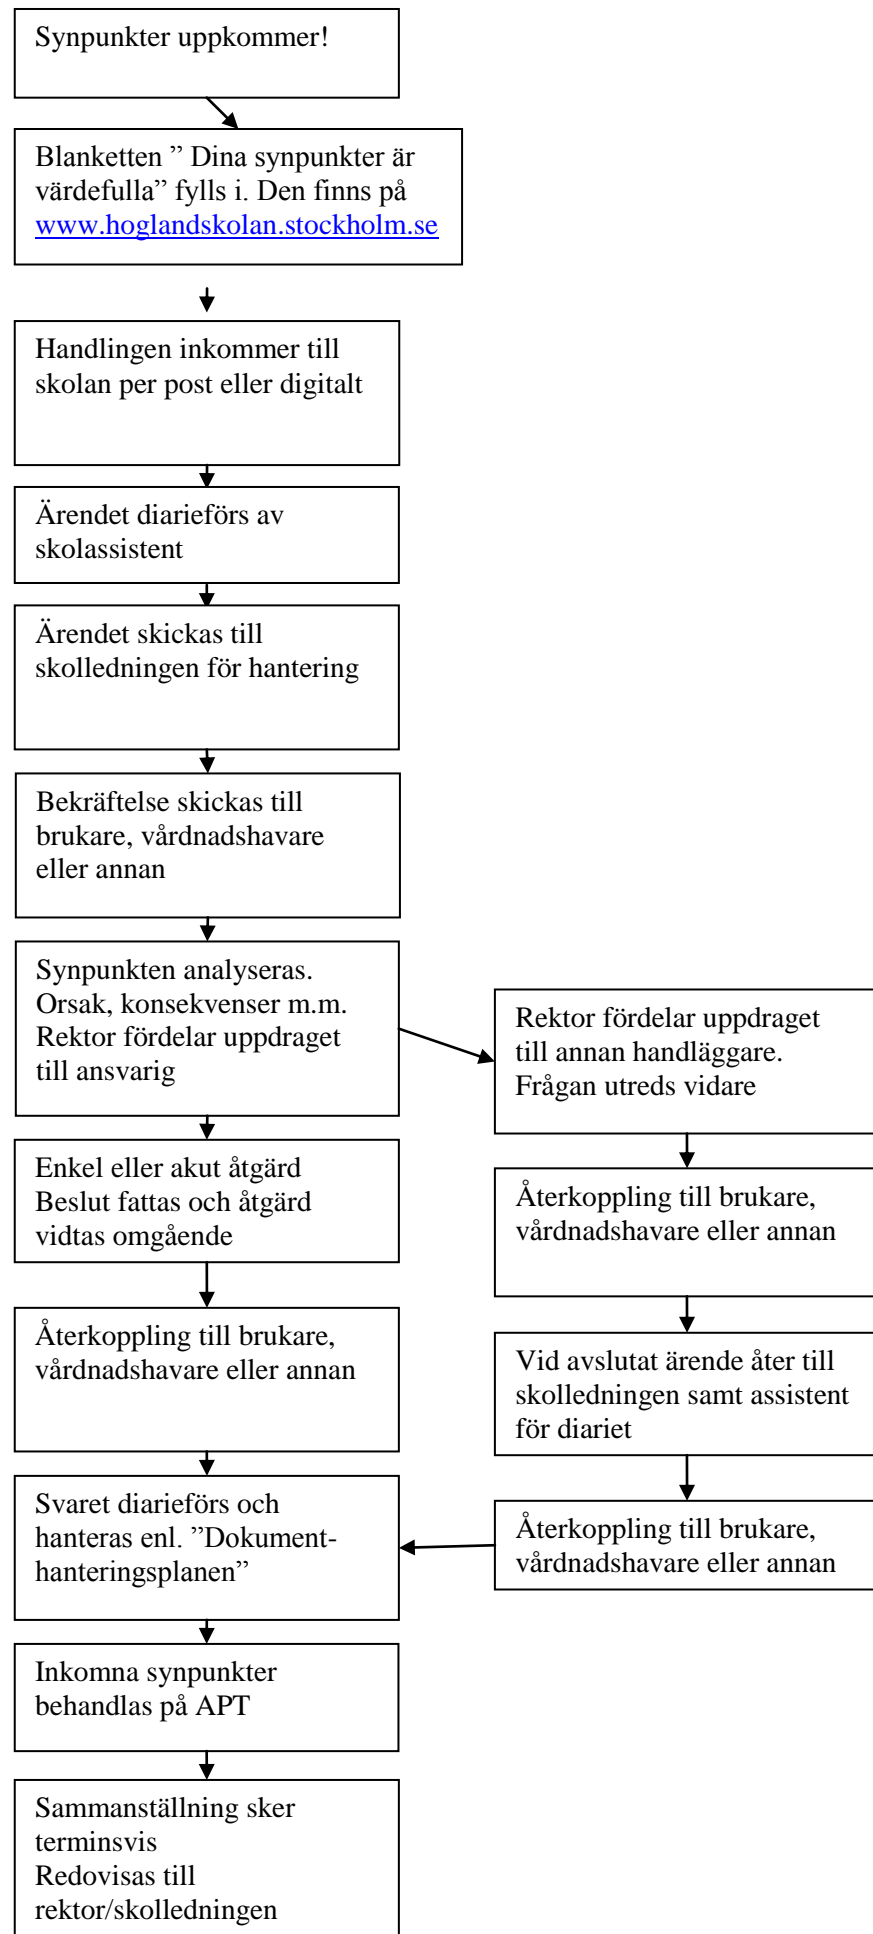 Synpunkter uppkommer!
Blanketten ” Dina synpunkter är
värdefulla” fylls i. Den finns på
www.hoglandskolan.stockholm.se
Handlingen inkommer till
skolan per post eller digitalt
Ärendet diarieförs av
skolassistent
Ärendet skickas till
skolledningen för hantering
Bekräftelse skickas till
brukare, vårdnadshavare
eller annan
Synpunkten analyseras.
Orsak, konsekvenser m.m.
Rektor fördelar uppdraget
till ansvarig
Enkel eller akut åtgärd
Beslut fattas och åtgärd
vidtas omgående
Återkoppling till brukare,
vårdnadshavare eller annan
Rektor fördelar uppdraget
till annan handläggare.
Frågan utreds vidare
Återkoppling till brukare,
vårdnadshavare eller annan
Vid avslutat ärende åter till
skolledningen samt assistent
för diariet
Återkoppling till brukare,
vårdnadshavare eller annan
Svaret diarieförs och
hanteras enl. ”Dokument-
hanteringsplanen”
Inkomna synpunkter
behandlas på APT
Sammanställning sker
terminsvis
Redovisas till
rektor/skolledningen